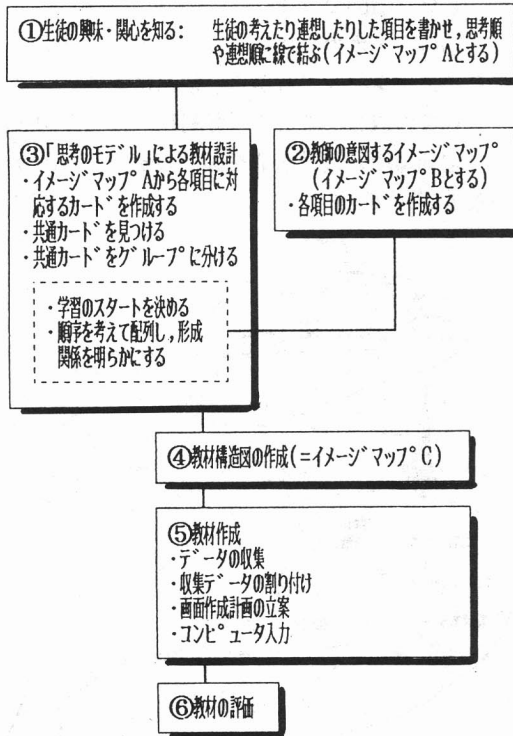 ①生徒の興味・関心を知る： 生徒の考えたり連想したりした項目を書かせ，思考順
や連想順に線で結ぶ(イメージマップAとする)
③「思考のモデル」による教材設計
・イメージマップAから各項目に対
応するカードを作成する
・共通カードを見つける
・共通カードをグループに分ける
・学習のスタートを決める
・順序を考えて配列し，形成
関係を明らかにする
②教師の意図するイメージマップ
(イメージマップBとする)
・各項目のカードを作成する
④教材構造図の作成(＝イメージマップC)
⑤教材作成
・データの収集
・収集データの割り付け
・画面作成計画の立案
・コンピュータ入力
⑥教材の評価